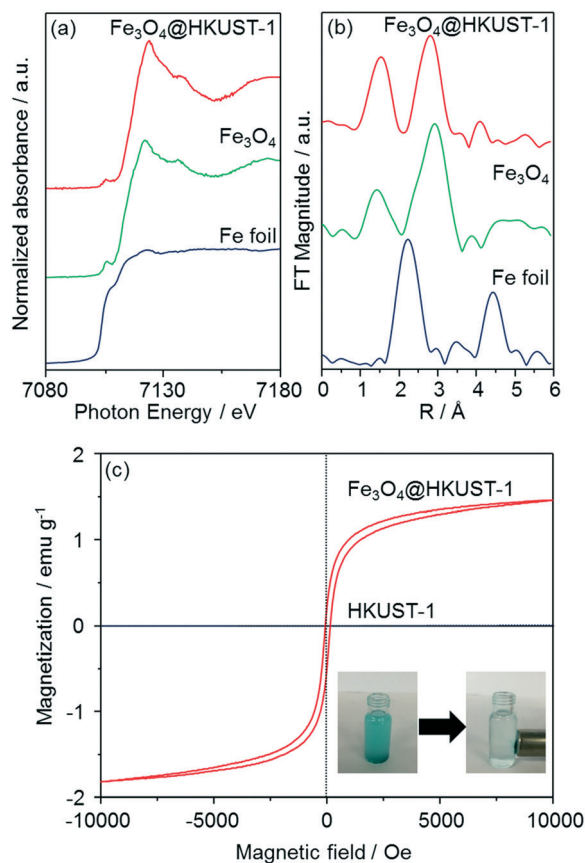 (a)
Fe₃O₄@HKUST-1
Fe₃O₄
Fe foil
Normalized absorbance / a.u.
7080
7130
7180
Photon Energy / eV
(b)
Fe₃O₄@HKUST-1
Fe₃O₄
Fe foil
FT Magnitude / a.u.
0 1 2 3 4 5 6
R / Å
(c)
Fe₃O₄@HKUST-1
HKUST-1
Magnetization / emu g⁻¹
2
1
0
-1
-2
-10000 -5000 0 5000 10000
Magnetic field / Oe